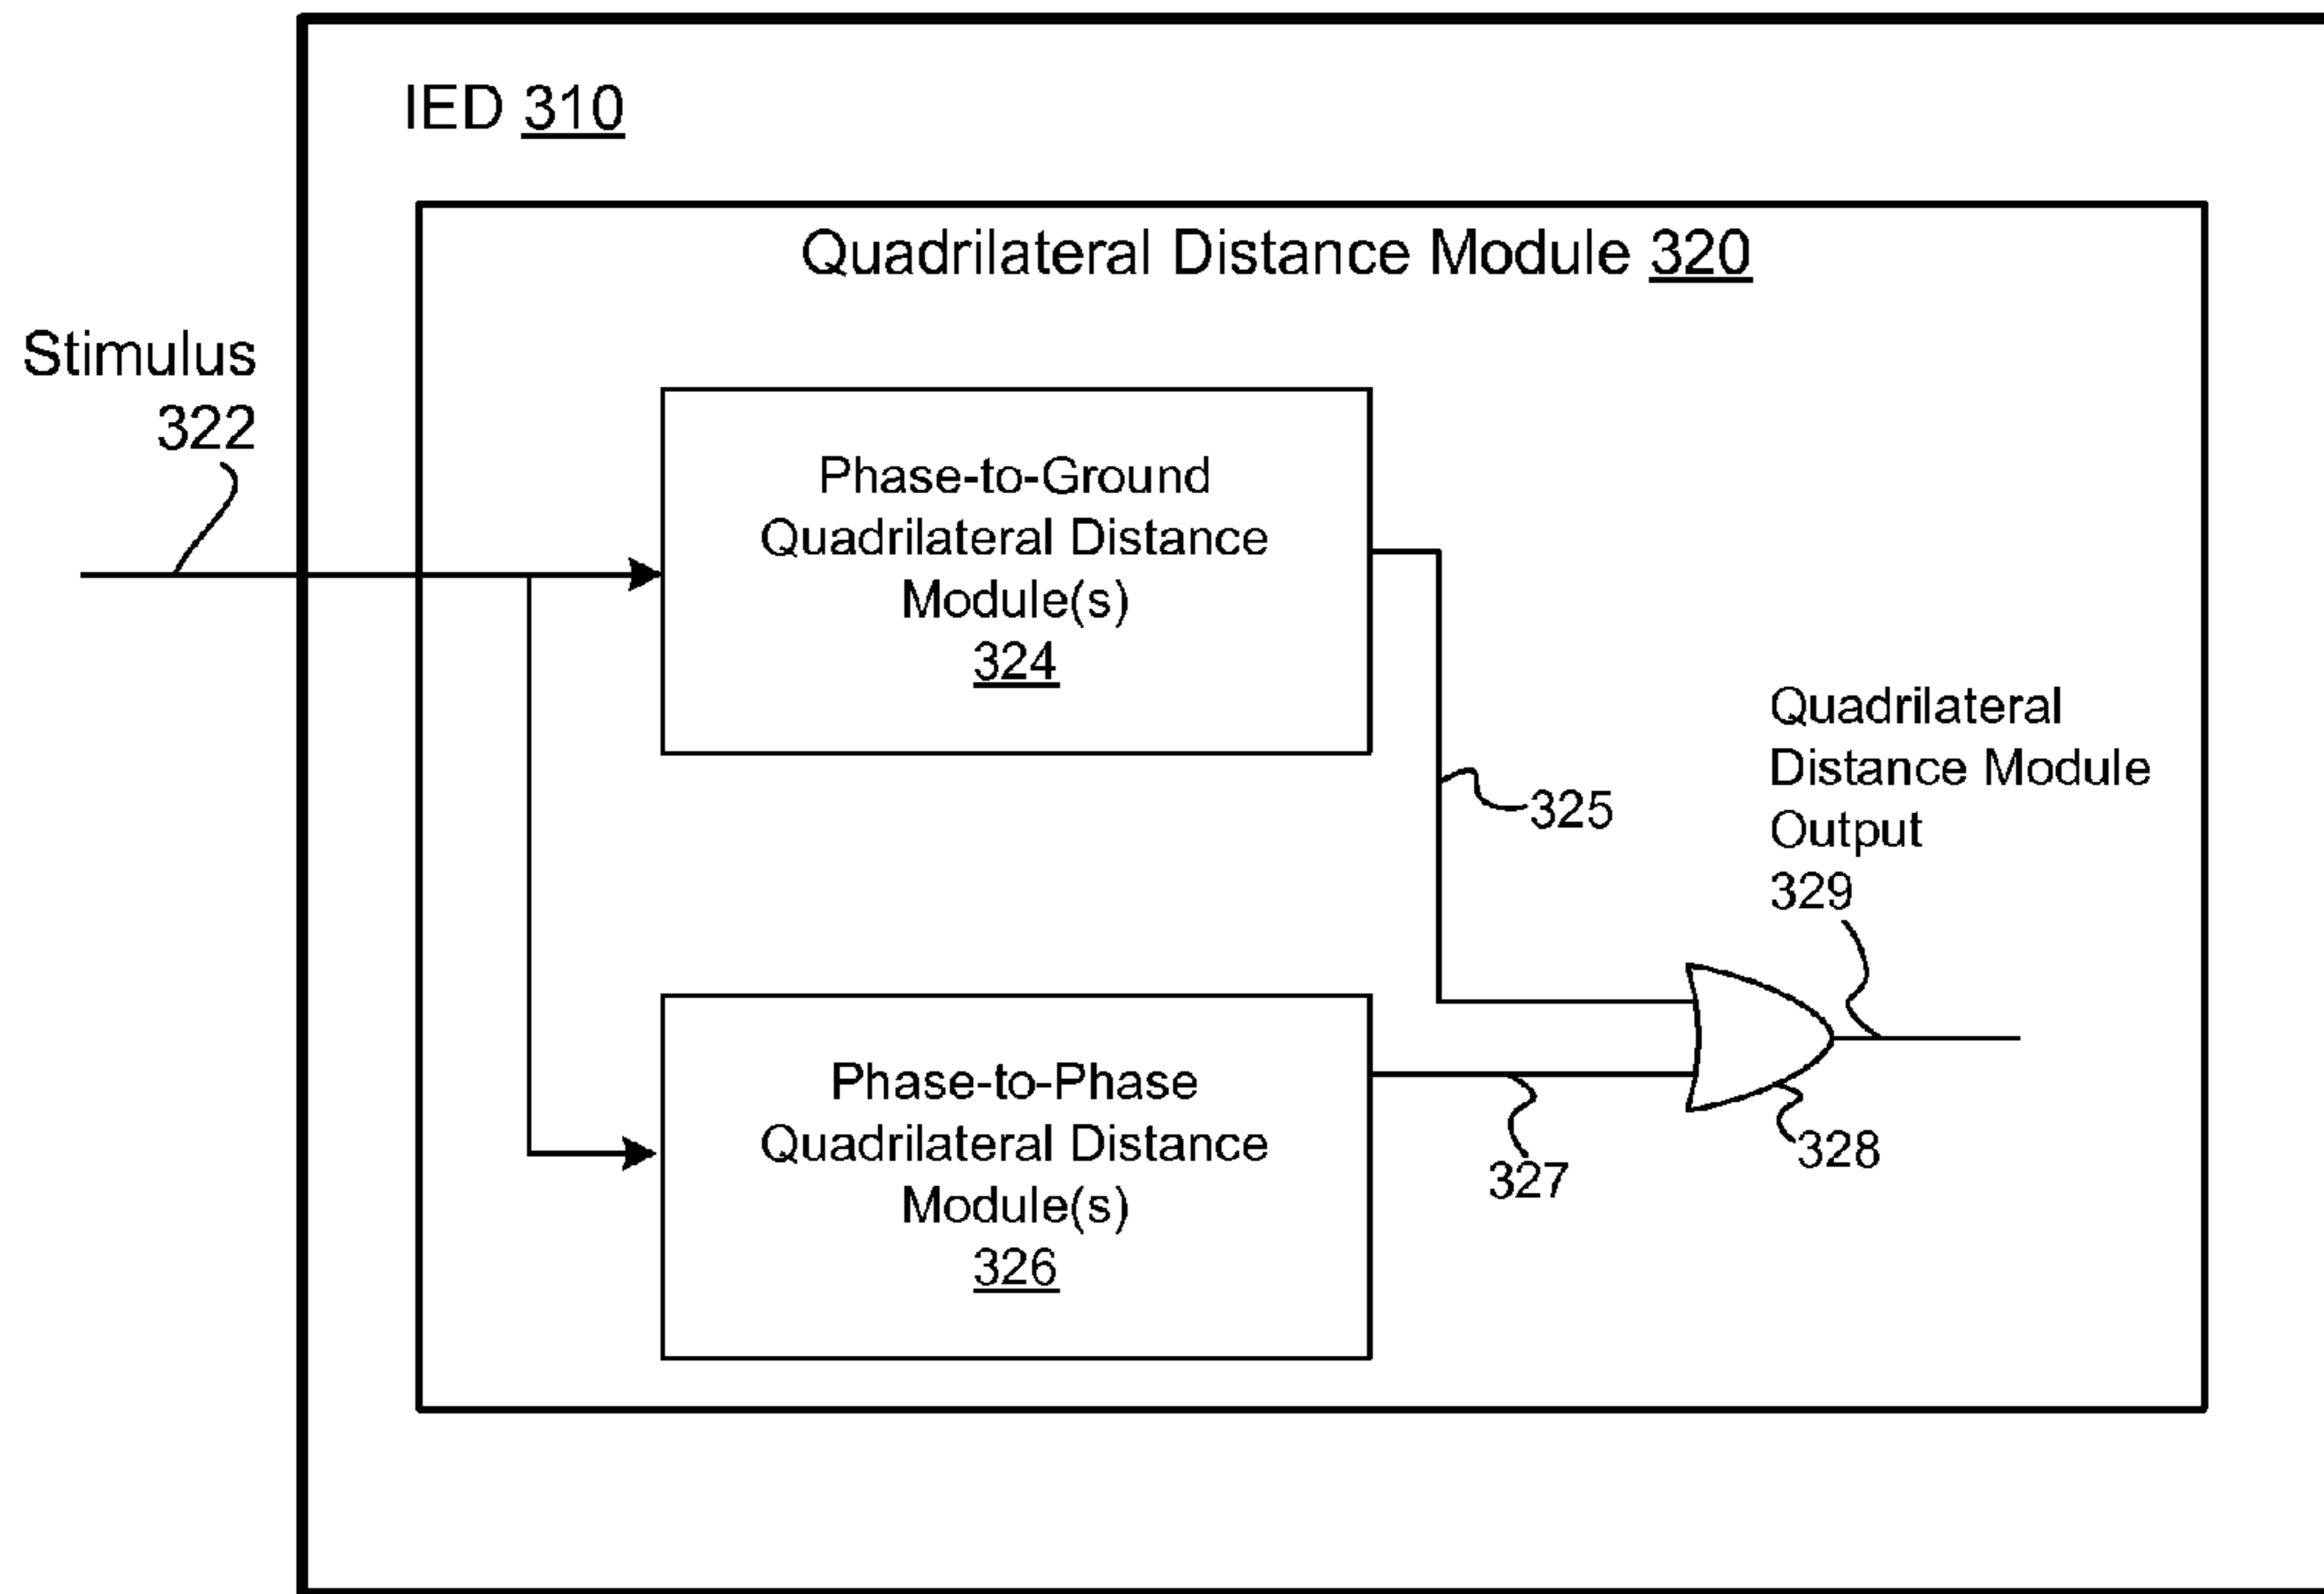 IED 310
Quadrilateral Distance Module 320
Stimulus
322
Phase-to-Ground
Quadrilateral Distance
Module(s)
324
325
Quadrilateral
Distance Module
Output
329
Phase-to-Phase
Quadrilateral Distance
Module(s)
326
327
328